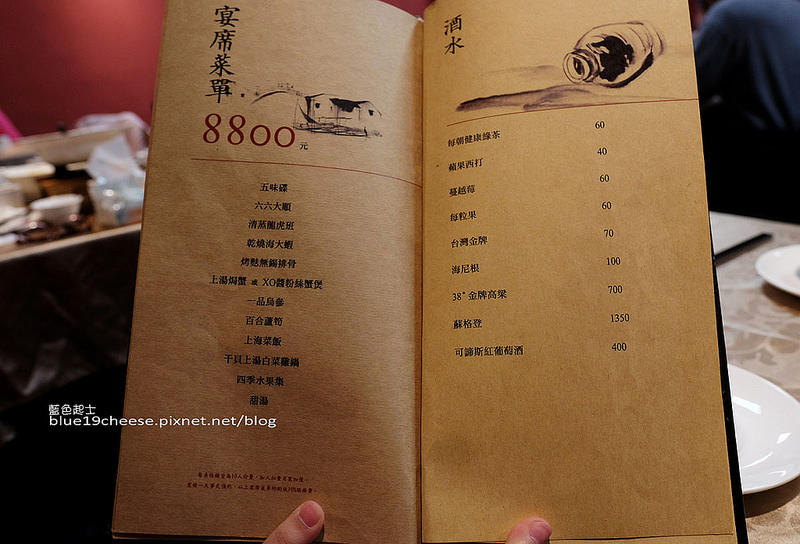 宴席菜單
8800元
五味碟
六六大順
清蒸龍虎班
乾燒海大蝦
烤麩無錫排骨
上湯焗蟹 或 XO醬粉絲蟹煲
一品烏參
百合蘆筍
上海菜飯
干貝上湯白菜雞鍋
四季水果集
甜湯
酒水
每朝健康綠茶 60
蘋果西打 40
蔓越莓 60
每粒果 60
台灣金牌 70
海尼根 100
38°金牌高粱 700
蘇格登 1350
可諦斯紅葡萄酒 400
藍色起士
blue19cheese.pixnet.net/blog